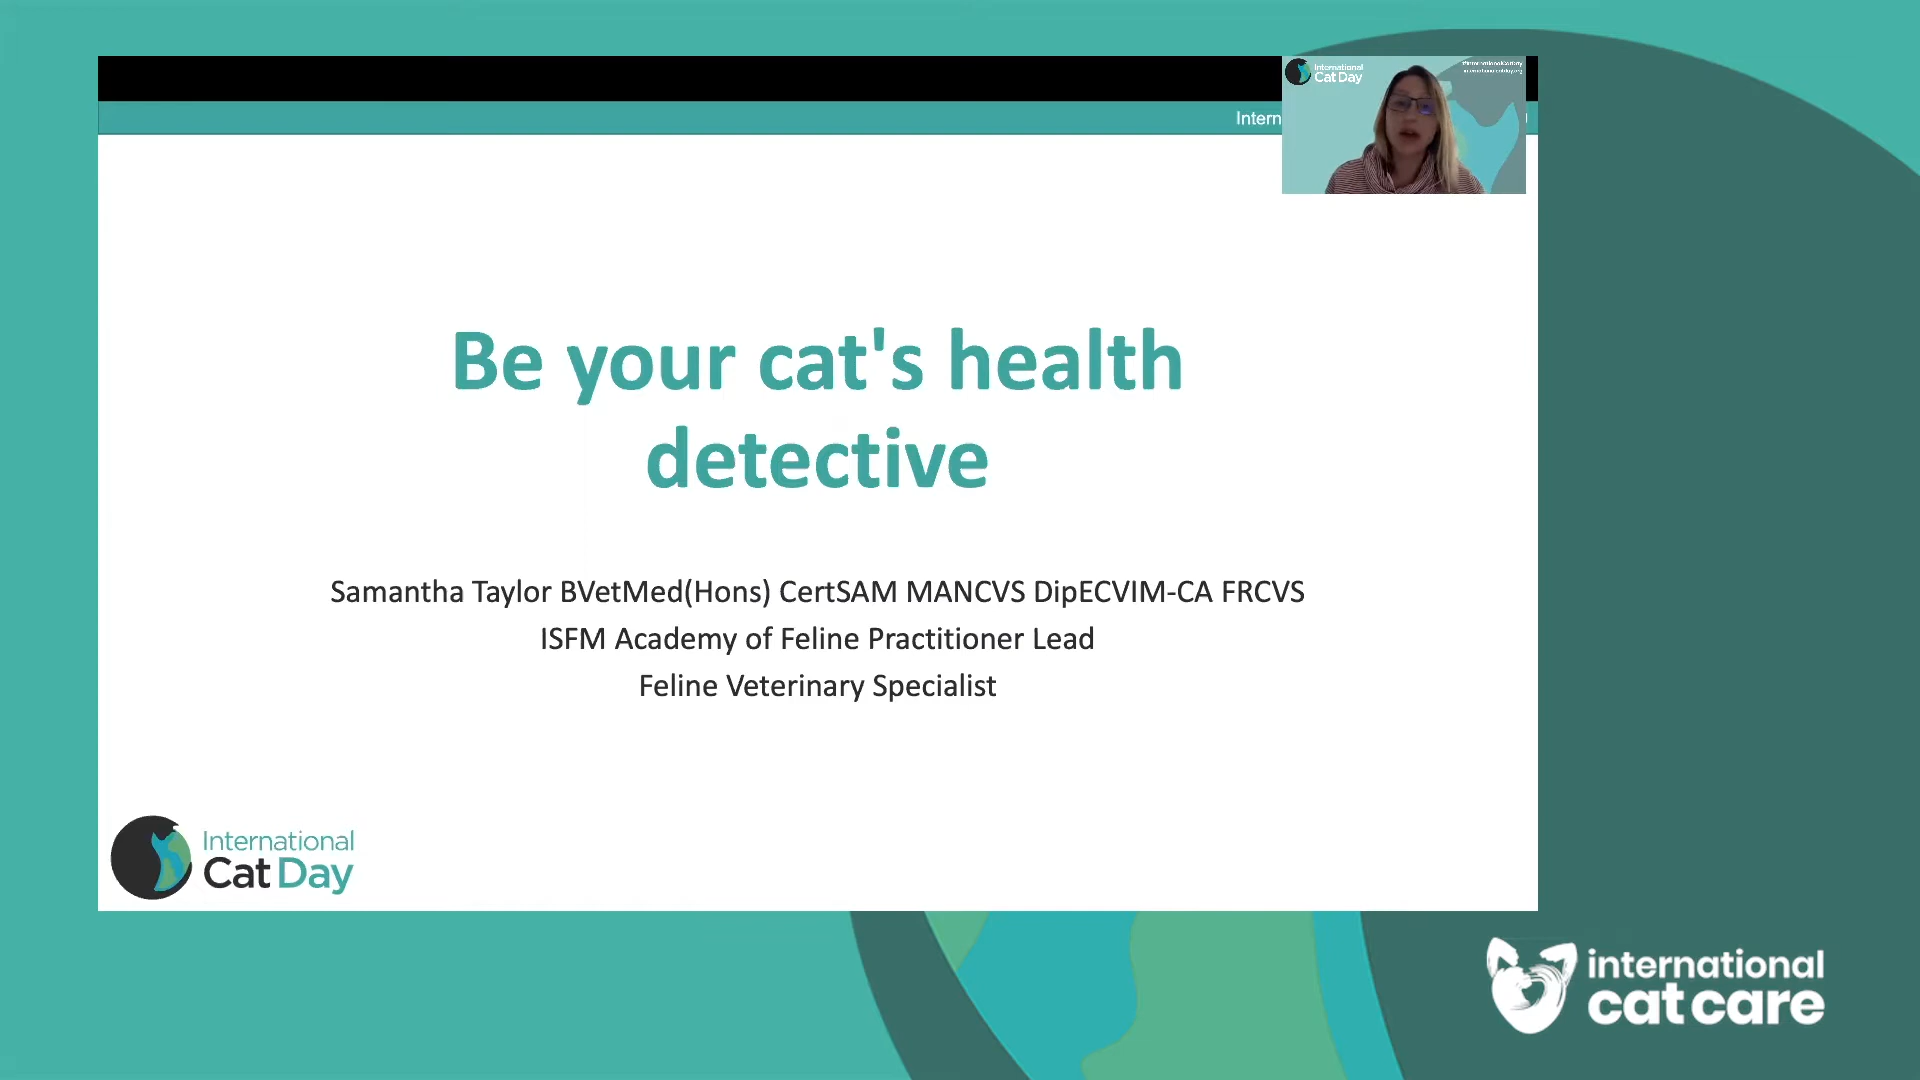 International
Cat Day
Intern
Be your cat's health
detective
Samantha Taylor BVetMed(Hons) CertSAM MANCVS DipECVIM-CA FRCVS
ISFM Academy of Feline Practitioner Lead
Feline Veterinary Specialist
International
Cat Day
international
cat care